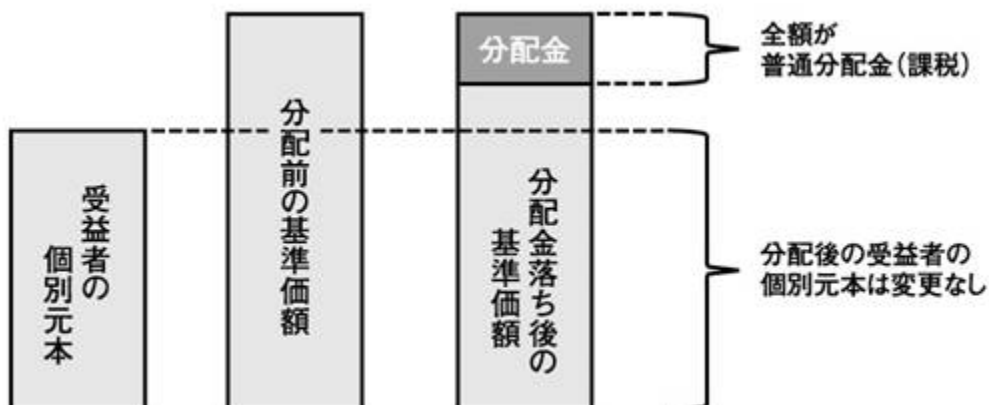 受益者の
個別元本
分配前の基準価額
分配金
分配金落ち後の
基準価額
全額が
普通分配金(課税)
分配後の受益者の
個別元本は変更なし